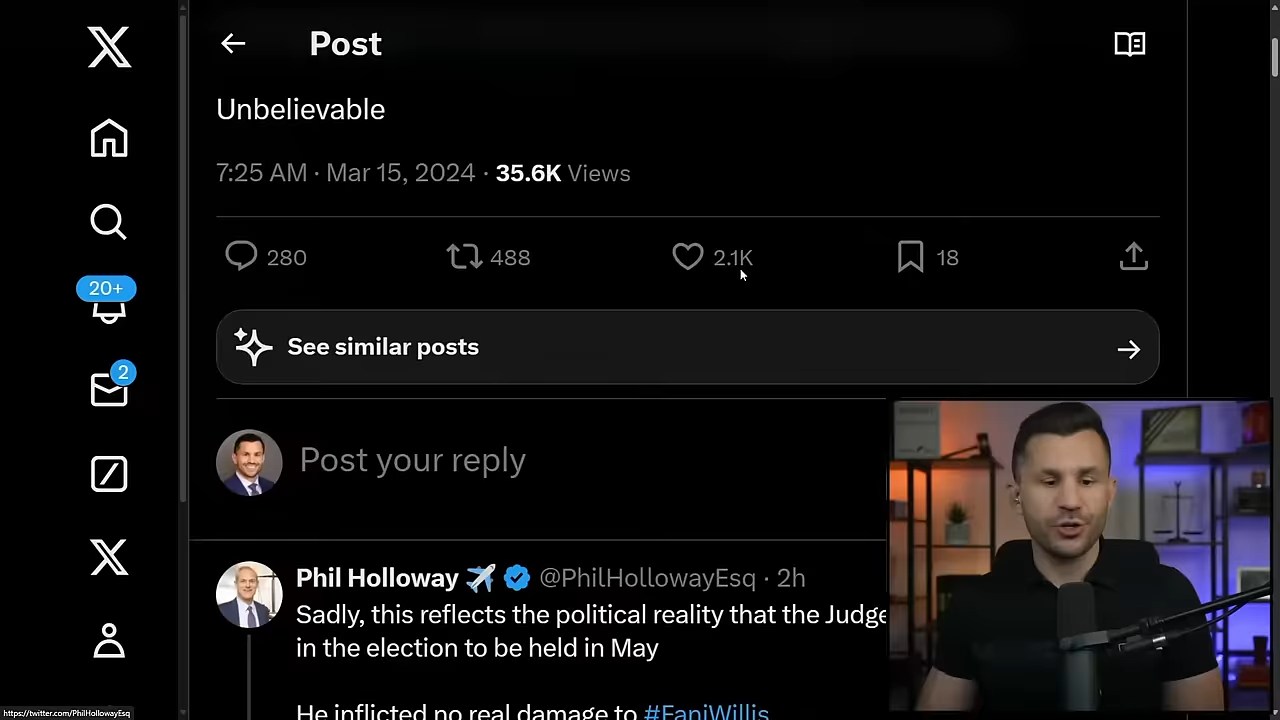 Post
Unbelievable
7:25 AM · Mar 15, 2024 · 35.6K Views
280 488 2.1K 18
20+
See similar posts
2
Post your reply
Phil Holloway @PhilHollowayEsq · 2h
Sadly, this reflects the political reality that the Judge
in the election to be held in May
He inflicted no real damage to #FaniWillis
https://twitter.com/PhilHollowayEsq